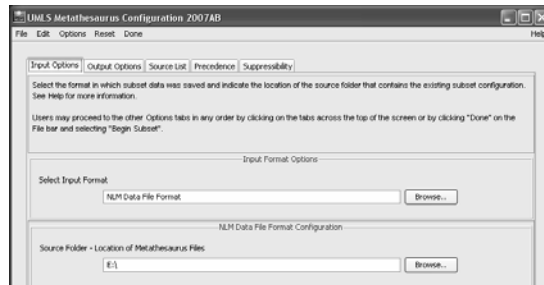 UMLS Metathesaurus Configuration 2007AB
File Edit Options Reset Done Help
Input Options Output Options Source List Precedence Suppressibility
Select the format in which subset data was saved and indicate the location of the source folder that contains the existing subset configuration.
See Help for more information.
Users may proceed to the other Options tabs in any order by clicking on the tabs across the top of the screen or by clicking "Done" on the
File bar and selecting "Begin Subset".
Input Format Options
Select Input Format
NLM Data File Format Browse...
NLM Data File Format Configuration
Source Folder - Location of Metathesaurus Files
E:\ Browse...